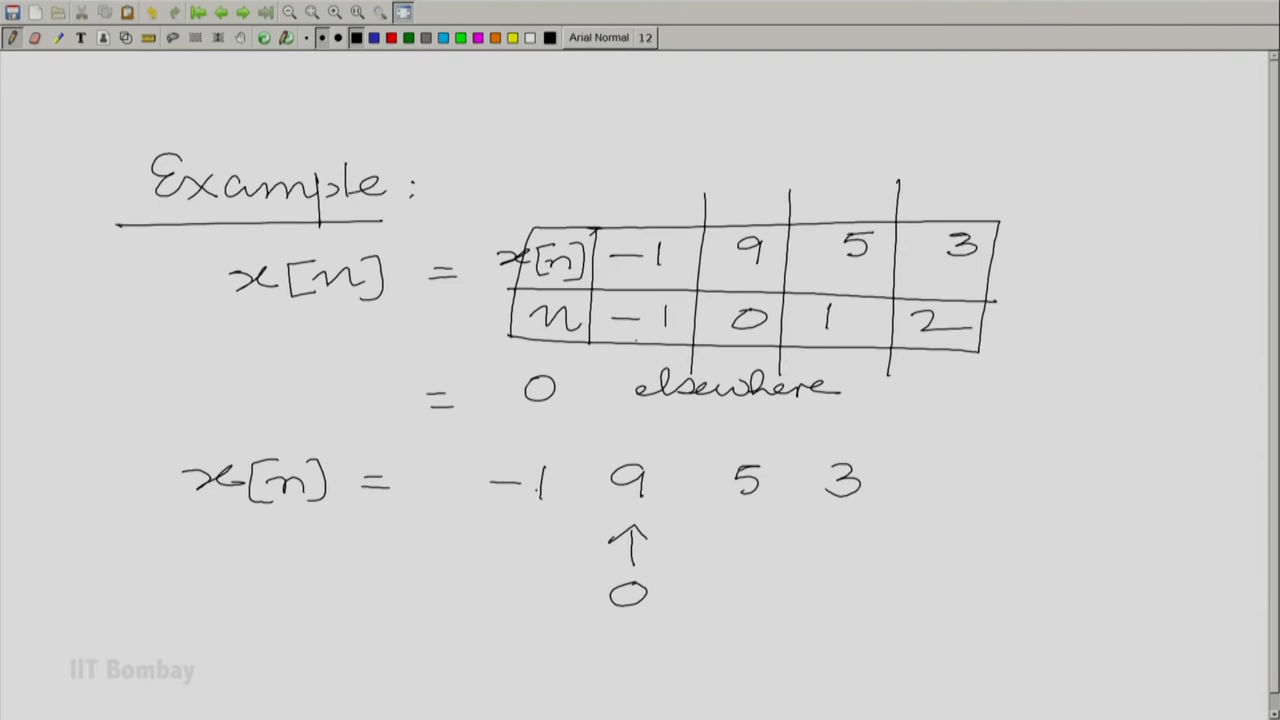 Arial Normal 12
Example:
x[n] = x[n] -1 9 5 3
n -1 0 1 2
= 0 elsewhere
x[n] = -1 9 5 3
↑
0
IIT Bombay